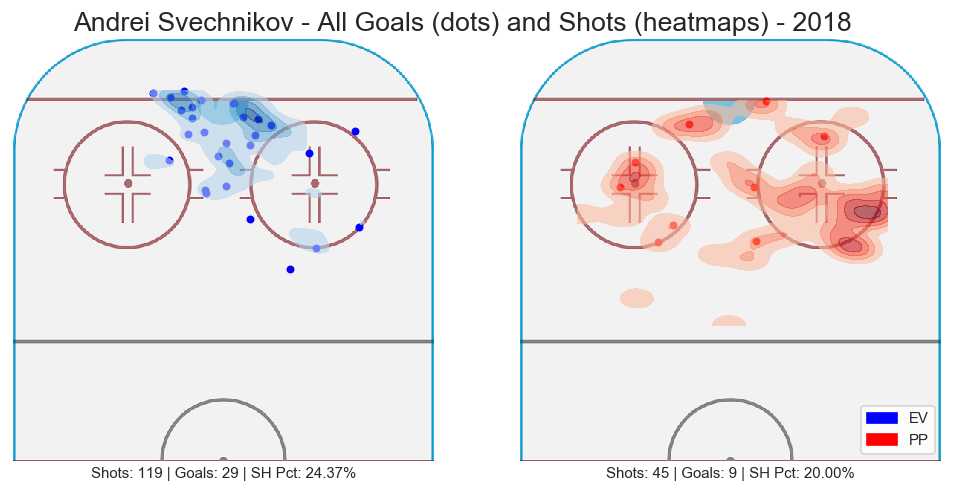 Andrei Svechnikov - All Goals (dots) and Shots (heatmaps) - 2018
EV
PP
Shots: 119 | Goals: 29 | SH Pct: 24.37%
Shots: 45 | Goals: 9 | SH Pct: 20.00%